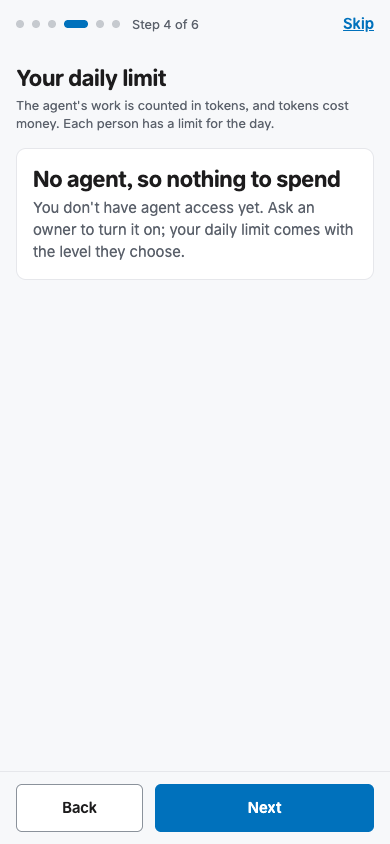 Step 4 of 6
Skip
Your daily limit
The agent's work is counted in tokens, and tokens cost
money. Each person has a limit for the day.
No agent, so nothing to spend
You don't have agent access yet. Ask an
owner to turn it on; your daily limit comes with
the level they choose.
Back
Next